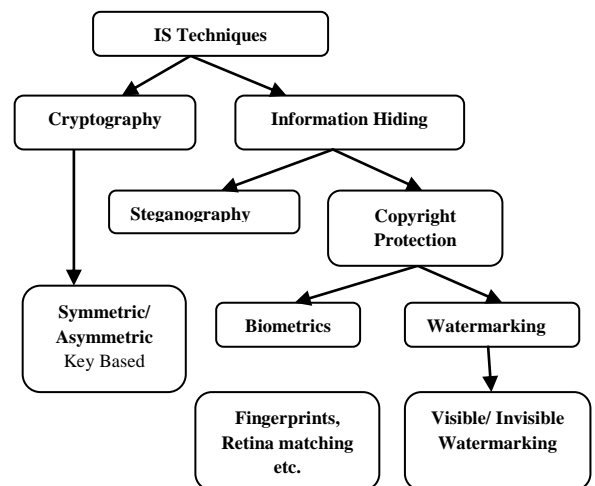 IS Techniques
Cryptography
Information Hiding
Steganography
Copyright
Protection
Symmetric/
Asymmetric
Key Based
Biometrics
Watermarking
Fingerprints,
Retina matching
etc.
Visible/ Invisible
Watermarking